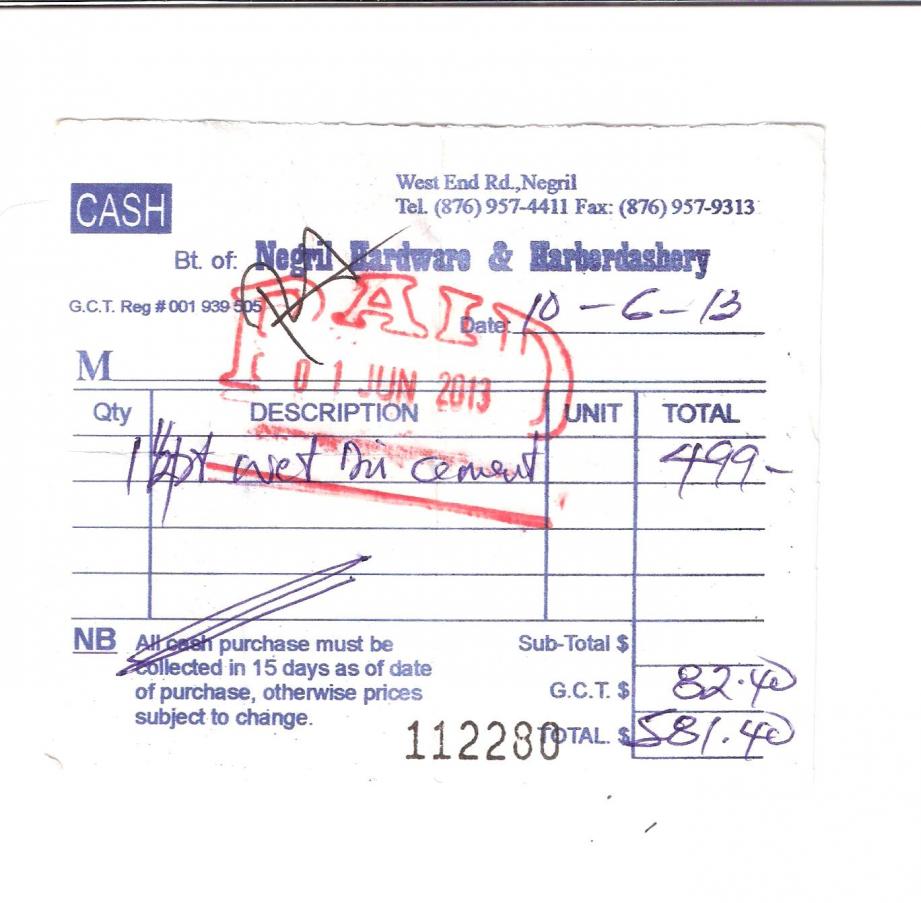 West End Rd.,Negril
CASH
Tel. (876) 957-4411 Fax: (876) 957-9313
Bt. of: Negril Hardware & Harberdashery
G.C.T. Reg # 001 939 505
PAID
Date: 10 - 6 - 13
M
01 JUN 2013
Qty DESCRIPTION UNIT TOTAL
1 ½pt wet cement 499-
NB All cash purchase must be
collected in 15 days as of date
of purchase, otherwise prices
subject to change.
Sub-Total $
G.C.T. $ 82.40
TOTAL. $ 581.40
112280